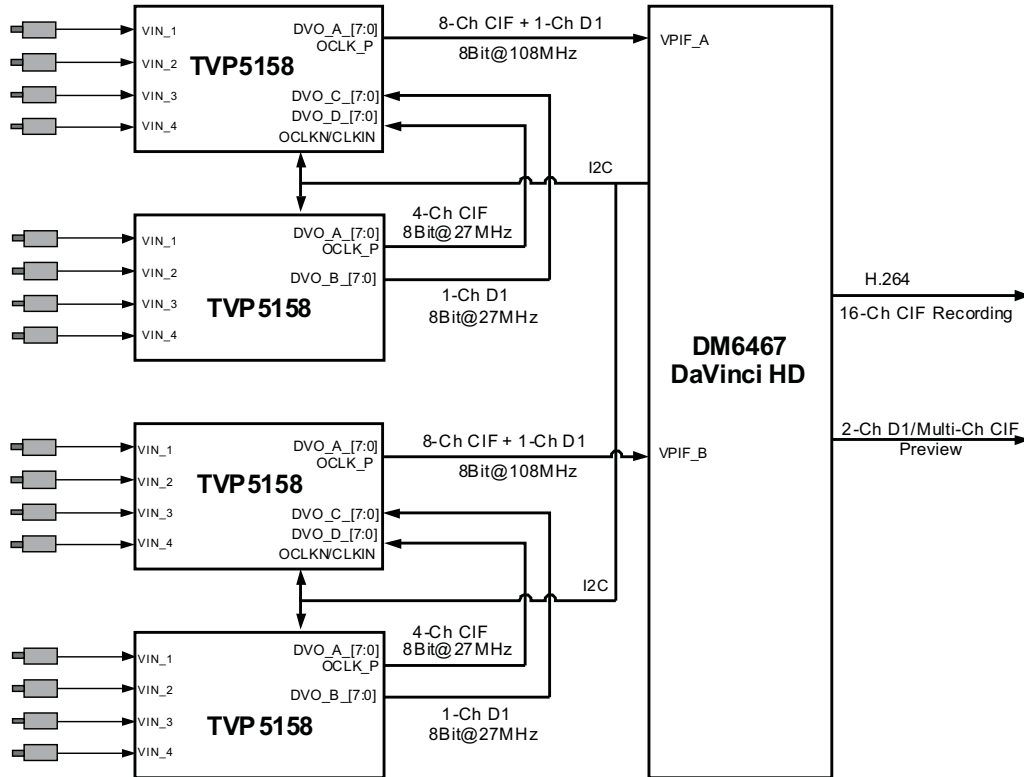 VIN_1
VIN_2
VIN_3
VIN_4
TVP5158
DVO_A_[7:0]
OCLK_P
DVO_C_[7:0]
DVO_D_[7:0]
OCLKN/CLKIN
8-Ch CIF + 1-Ch D1
8Bit@108MHz
VPIF_A
I2C
VIN_1
VIN_2
VIN_3
VIN_4
TVP5158
DVO_A_[7:0]
OCLK_P
DVO_B_[7:0]
4-Ch CIF
8Bit@27MHz
1-Ch D1
8Bit@27MHz
DM6467
DaVinci HD
H.264
16-Ch CIF Recording
2-Ch D1/Multi-Ch CIF
Preview
VIN_1
VIN_2
VIN_3
VIN_4
TVP5158
DVO_A_[7:0]
OCLK_P
DVO_C_[7:0]
DVO_D_[7:0]
OCLKN/CLKIN
8-Ch CIF + 1-Ch D1
8Bit@108MHz
VPIF_B
I2C
VIN_1
VIN_2
VIN_3
VIN_4
TVP5158
DVO_A_[7:0]
OCLK_P
DVO_B_[7:0]
4-Ch CIF
8Bit@27MHz
1-Ch D1
8Bit@27MHz